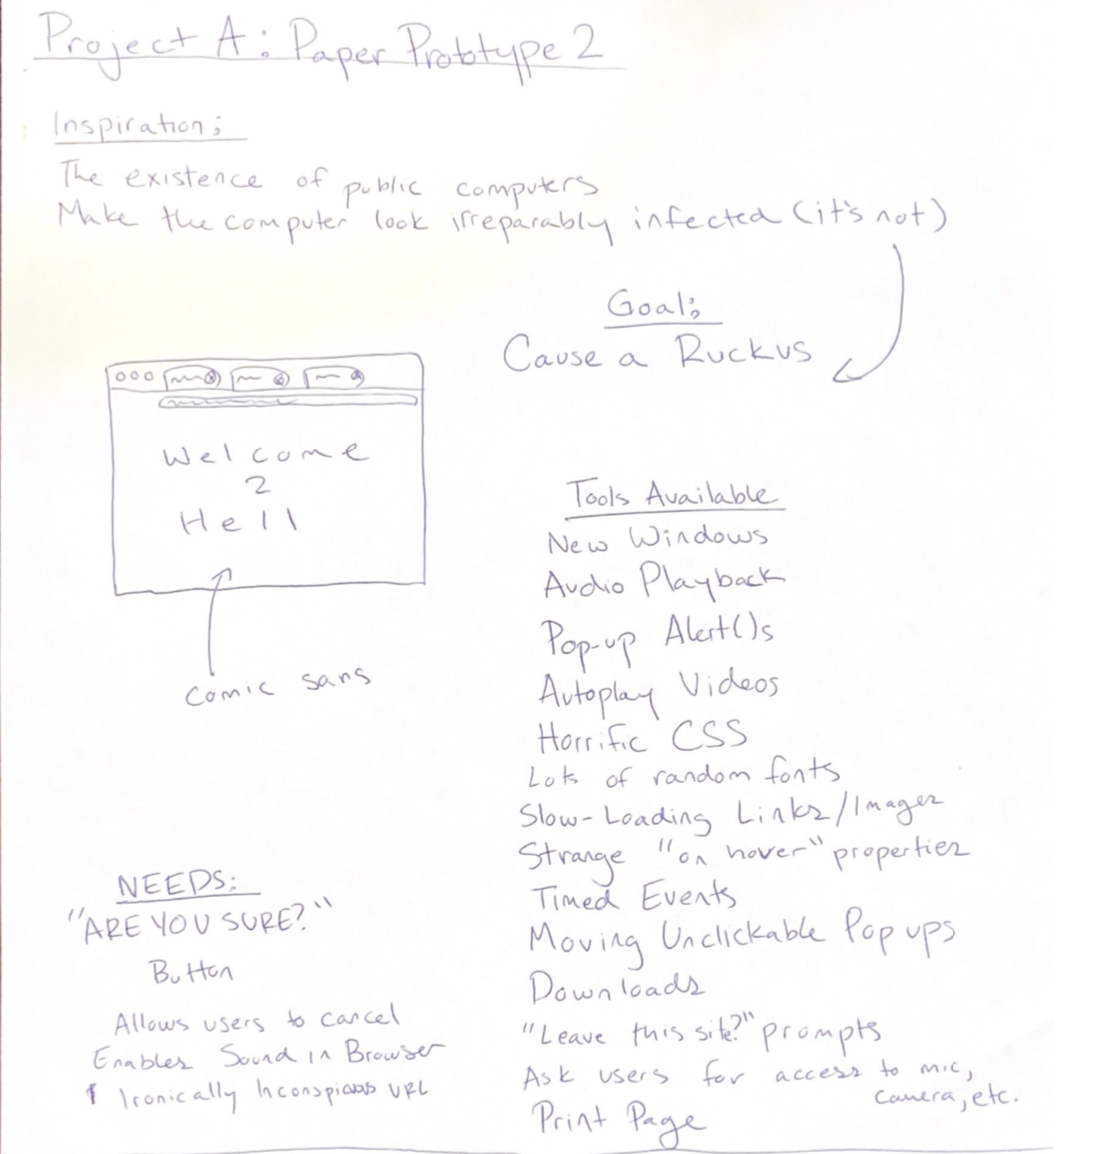 Project A: Paper Prototype 2
Inspiration:
The existence of public computers
Make the computer look irreparably infected (it's not)
Goal:
Cause a Ruckus
Welcome
2
Hell
comic sans
Tools Available
New Windows
Audio Playback
Pop-up Alert()s
Autoplay Videos
Horrific CSS
Lots of random fonts
Slow-Loading Links/Images
Strange "on hover" properties
Timed Events
Moving Unclickable Pop ups
Downloads
"Leave this site?" prompts
Ask users for access to mic,
camera, etc.
Print Page
NEEDS:
"ARE YOU SURE?"
Button
Allows users to cancel
Enables Sound in Browser
Ironically Inconspicuous URL